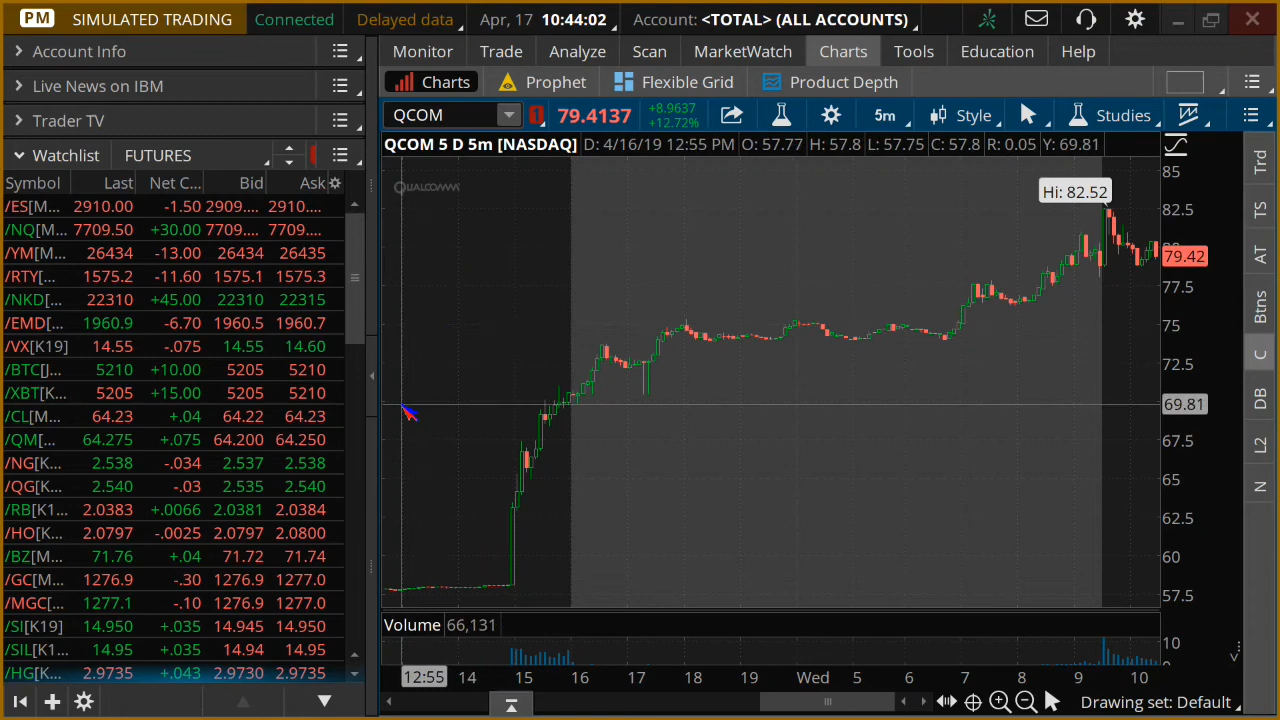 PM SIMULATED TRADING Connected Delayed data Apr, 17 10:44:02 Account: <TOTAL> (ALL ACCOUNTS)
Account Info
Live News on IBM
Trader TV
Watchlist FUTURES
Symbol Last Net C... Bid Ask
/ES[M... 2910.00 -1.50 2909.... 2910....
/NQ[M... 7709.50 +30.00 7709.... 7710....
/YM[M... 26434 -13.00 26434 26435
/RTY[... 1575.2 -11.60 1575.1 1575.3
/NKD[... 22310 +45.00 22310 22315
/EMD[... 1960.9 -6.70 1960.5 1960.7
/VX[K19] 14.55 -.075 14.55 14.60
/BTC[J... 5210 +10.00 5205 5210
/XBT[K... 5205 +15.00 5205 5210
/CL[M... 64.23 +.04 64.22 64.23
/QM[... 64.275 +.075 64.200 64.250
/NG[K... 2.538 -.034 2.537 2.538
/QG[K... 2.540 -.03 2.535 2.540
/RB[K1... 2.0383 +.0066 2.0381 2.0384
/HO[K... 2.0797 -.0025 2.0797 2.0800
/BZ[M... 71.76 +.04 71.72 71.74
/GC[M... 1276.9 -.30 1276.9 1277.0
/MGC[... 1277.1 -.10 1276.9 1277.0
/SI[K19] 14.950 +.035 14.945 14.950
/SIL[K... 14.95 +.035 14.94 14.95
/HG[K... 2.9735 +.043 2.9730 2.9735
Monitor Trade Analyze Scan MarketWatch Charts Tools Education Help
Charts Prophet Flexible Grid Product Depth
QCOM 1 79.4137 +8.9637 +12.72% 5m Style Studies
QCOM 5 D 5m [NASDAQ] D: 4/16/19 12:55 PM O: 57.77 H: 57.8 L: 57.75 C: 57.8 R: 0.05 Y: 69.81
QUALCOMM
Hi: 82.52
85
82.5
80
79.42
77.5
75
72.5
69.81
67.5
65
62.5
60
57.5
Volume 66,131
10
0
12:55 14 15 16 17 18 19 20 Wed 5 6 7 8 9 10
Drawing set: Default
Trd
TS
AT
Btns
C
DB
L2
N